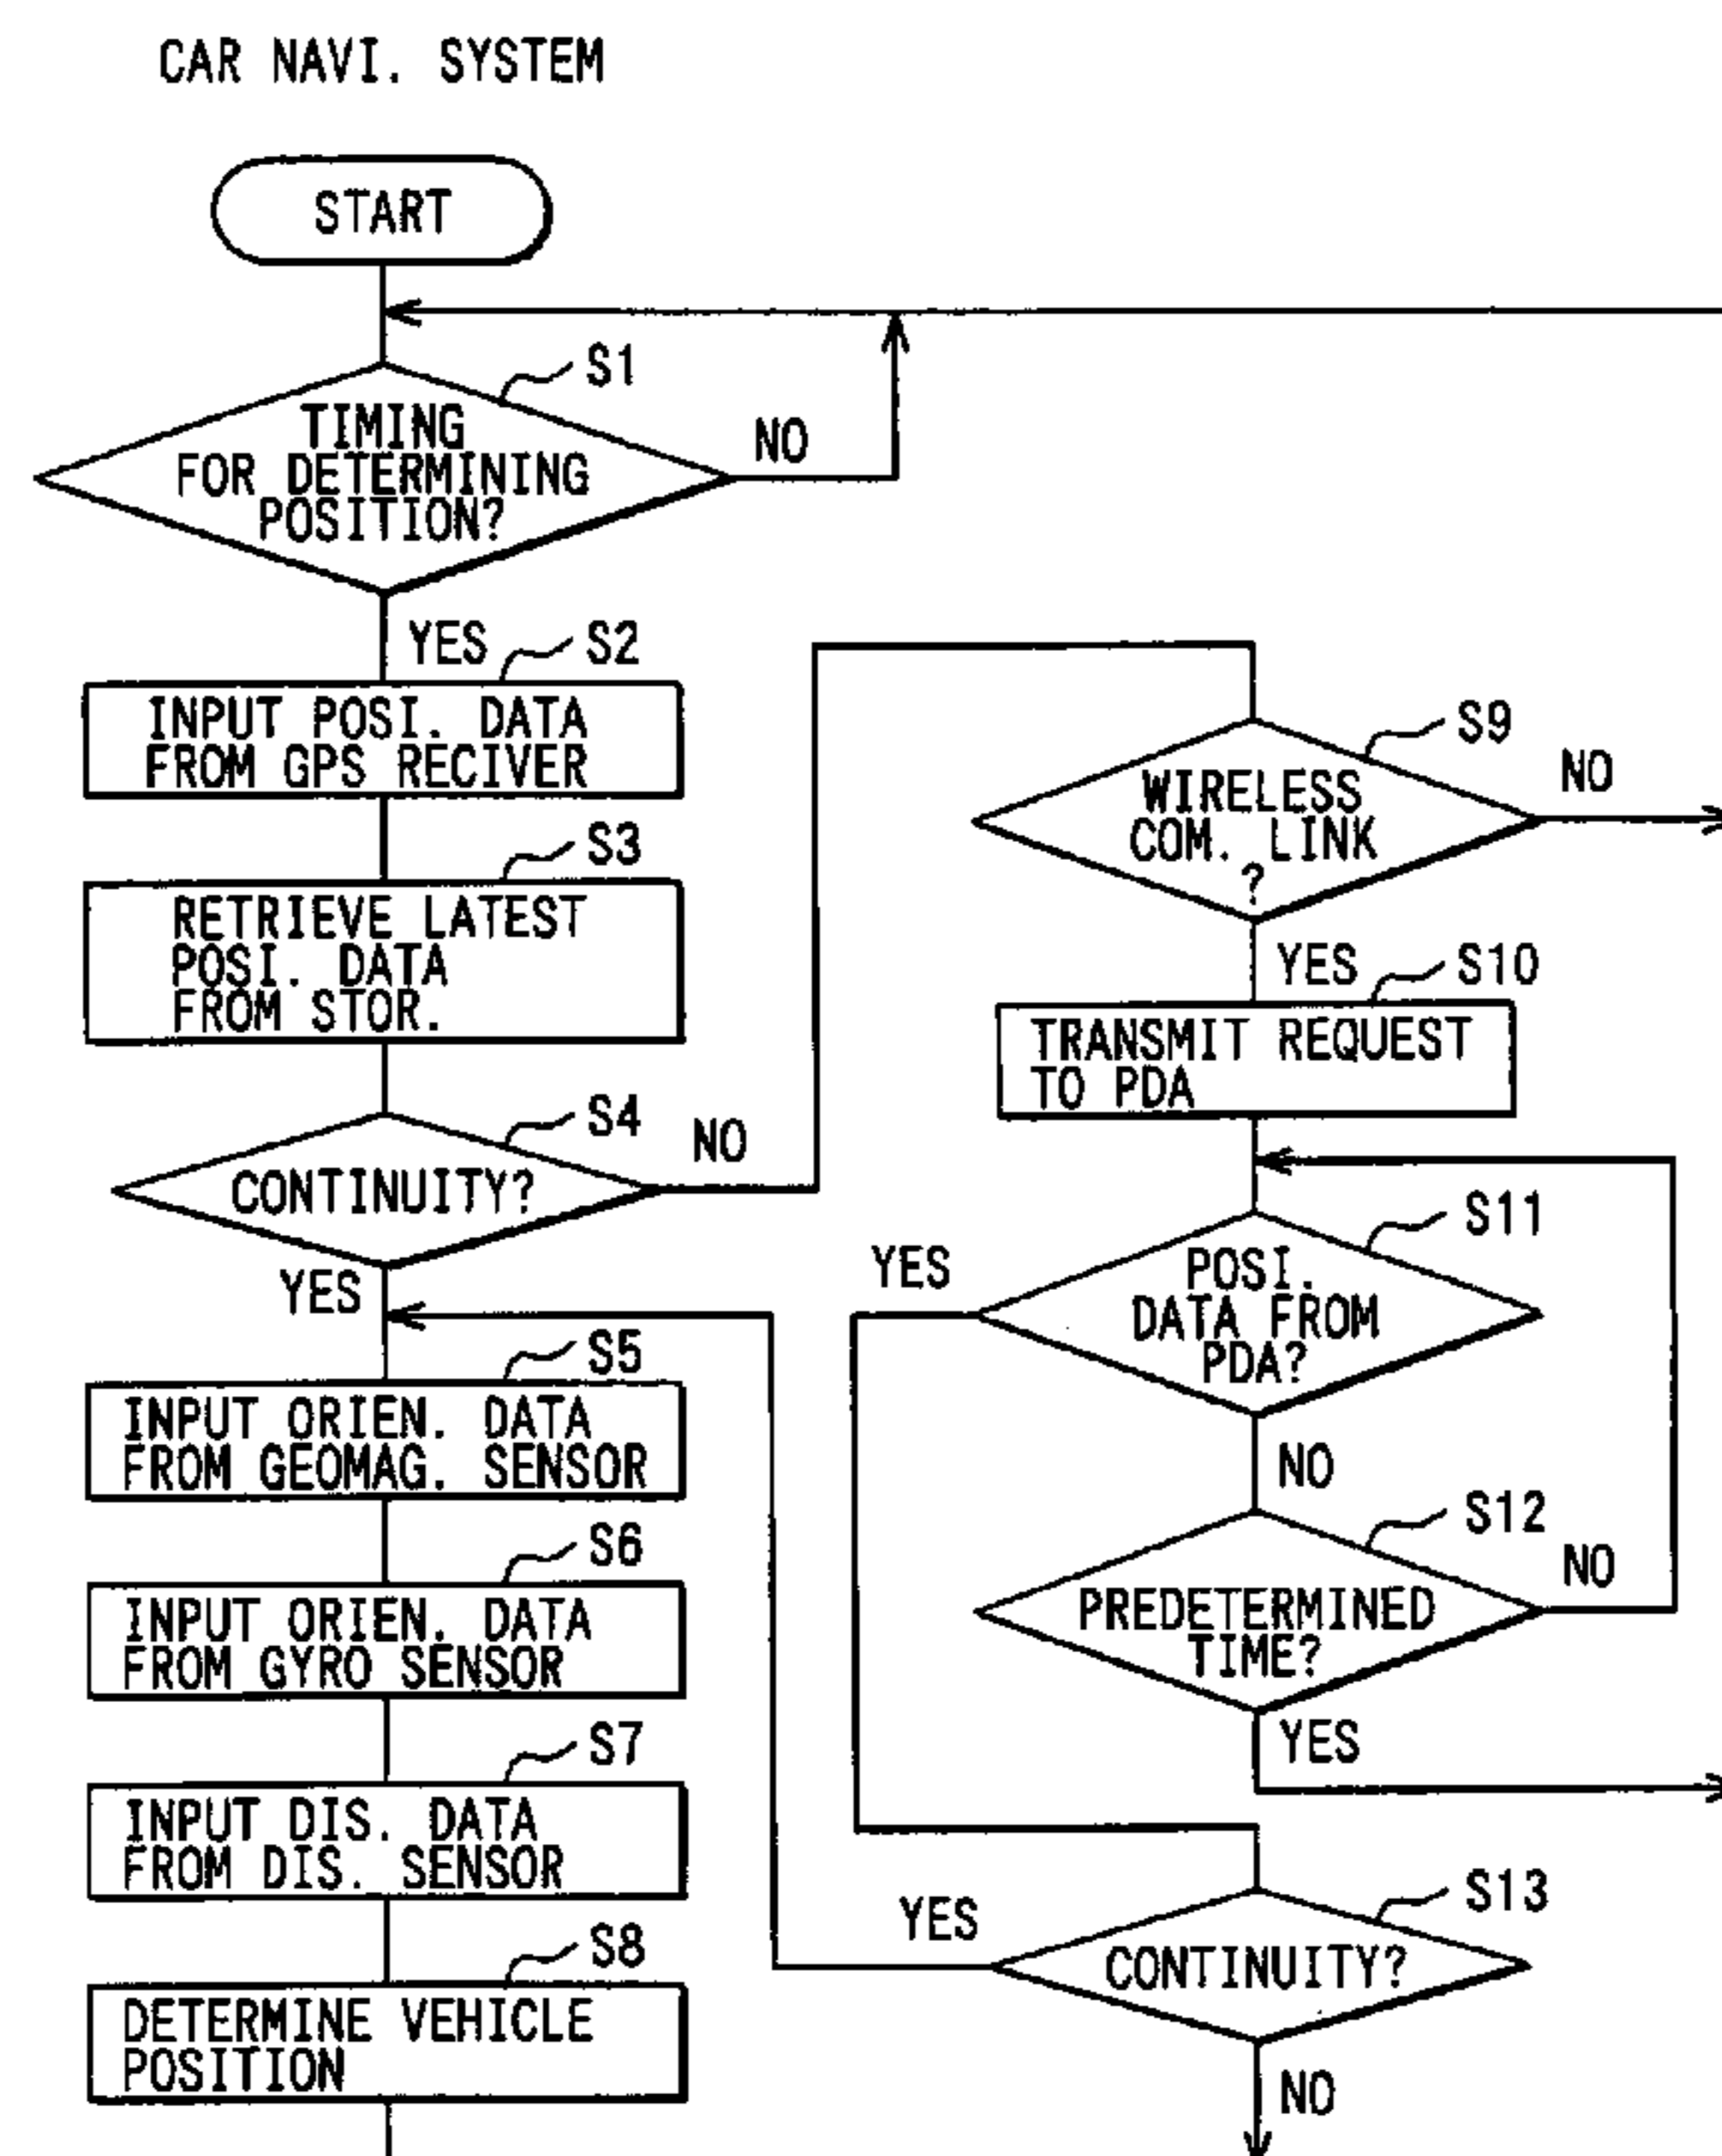 CAR NAVI. SYSTEM
START
S1
TIMING
FOR DETERMINING
POSITION?
NO
YES
S2
INPUT POSI. DATA
FROM GPS RECIVER
S3
RETRIEVE LATEST
POSI. DATA
FROM STOR.
S4
CONTINUITY?
NO
YES
S5
INPUT ORIEN. DATA
FROM GEOMAG. SENSOR
S6
INPUT ORIEN. DATA
FROM GYRO SENSOR
S7
INPUT DIS. DATA
FROM DIS. SENSOR
S8
DETERMINE VEHICLE
POSITION
S9
WIRELESS
COM. LINK
?
NO
YES
S10
TRANSMIT REQUEST
TO PDA
S11
POSI.
DATA FROM
PDA?
YES
NO
S12
PREDETERMINED
TIME?
NO
YES
S13
CONTINUITY?
YES
NO